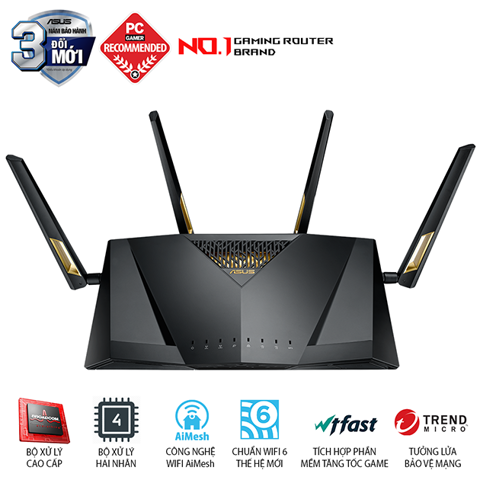 ASUS
3
NĂM BẢO HÀNH
ĐỔI MỚI
PC
GAMER
RECOMMENDED
NO.1 GAMING ROUTER
BRAND
ASUS
BROADCOM
4
AiMesh
6
wtfast
TREND
MICRO
BỘ XỬ LÝ
CAO CẤP
BỘ XỬ LÝ
HAI NHÂN
CÔNG NGHỆ
WIFI AiMesh
CHUẨN WIFI 6
THẾ HỆ MỚI
TÍCH HỢP PHẦN
MỀM TĂNG TỐC GAME
TƯỜNG LỬA
BẢO VỆ MẠNG